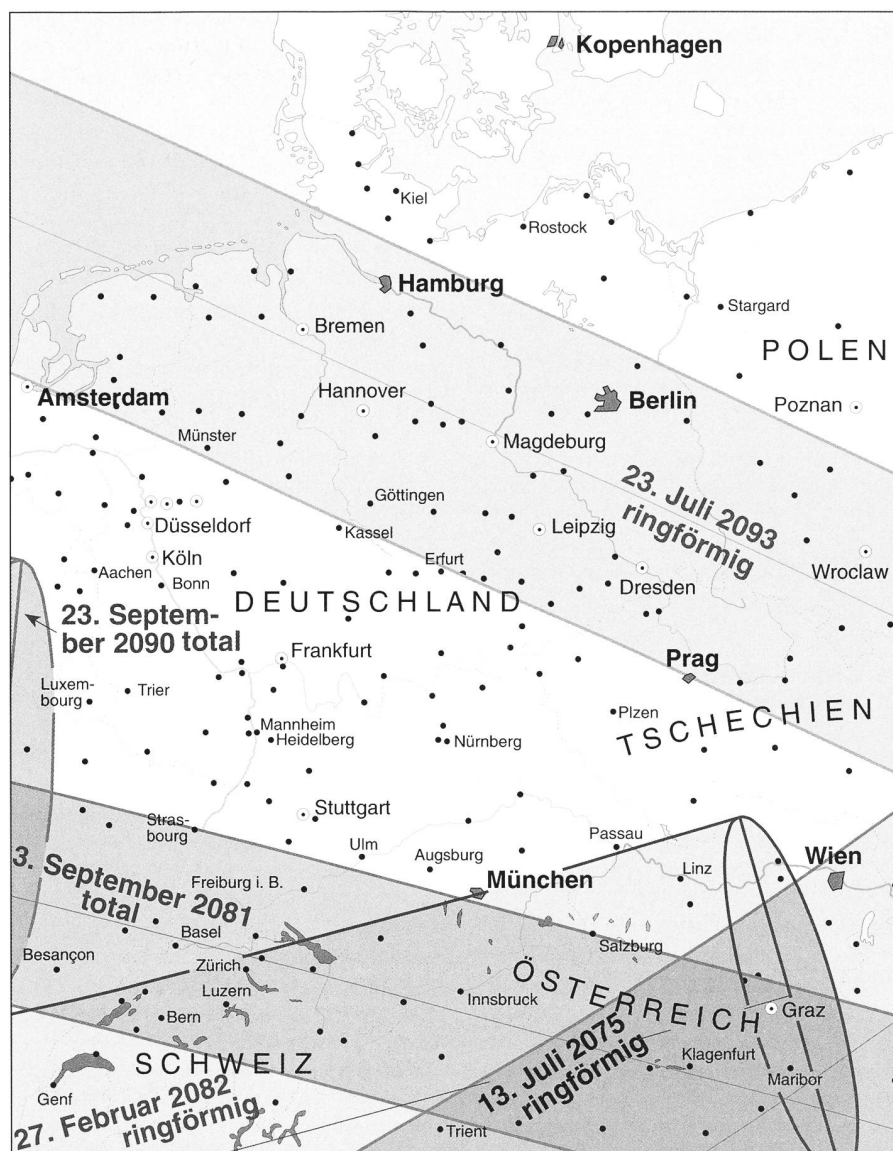 Kopenhagen
Kiel
Rostock
Hamburg
Stargard
Bremen
POLEN
Amsterdam
Hannover
Berlin
Poznan
Münster
Magdeburg
23. Juli 2093
ringförmig
Göttingen
Düsseldorf
Kassel
Leipzig
Köln
Erfurt
Wroclaw
Aachen
Bonn
Dresden
DEUTSCHLAND
23. Septem-
ber 2090 total
Frankfurt
Prag
Luxem-
bourg
Trier
Plzen
TSCHECHIEN
Mannheim
Heidelberg
Nürnberg
Stuttgart
Stras-
bourg
Ulm
Passau
Augsburg
Linz
Wien
3. September 2081
total
Freiburg i. B.
München
Basel
Salzburg
Besançon
Zürich
ÖSTERREICH
Luzern
Innsbruck
Graz
Bern
13. Juli 2075
ringförmig
SCHWEIZ
Klagenfurt
Maribor
Genf
27. Februar 2082
ringförmig
Trient